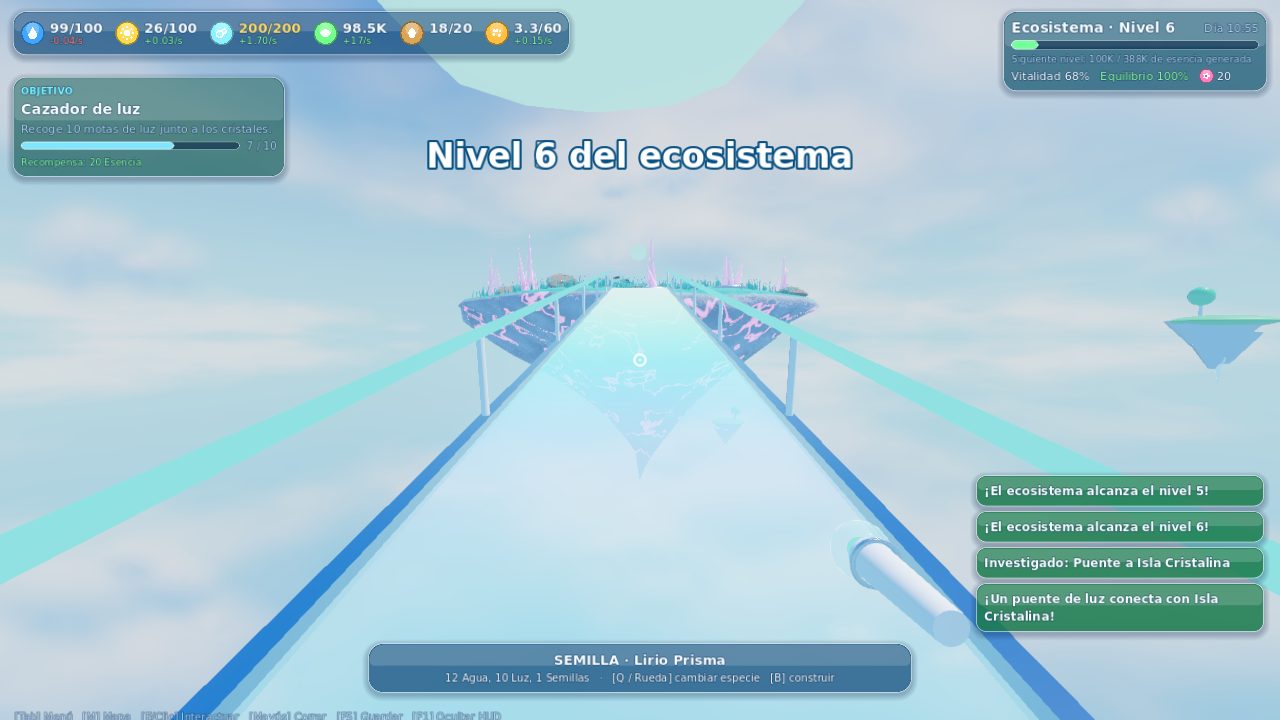 99/100
-0.04/s
26/100
+0.03/s
200/200
+1.70/s
98.5K
+17/s
18/20
3.3/60
+0.15/s
Ecosistema · Nivel 6
Día 10:55
Siguiente nivel: 100K / 388K de esencia generada
Vitalidad 68% Equilibrio 100% 20
OBJETIVO
Cazador de luz
Recoge 10 motas de luz junto a los cristales.
7 / 10
Recompensa: 20 Esencia
Nivel 6 del ecosistema
¡El ecosistema alcanza el nivel 5!
¡El ecosistema alcanza el nivel 6!
Investigado: Puente a Isla Cristalina
¡Un puente de luz conecta con Isla
Cristalina!
SEMILLA · Lirio Prisma
12 Agua, 10 Luz, 1 Semillas · [Q / Rueda] cambiar especie [B] construir
[Tab] Menú [M] Mapa [E/Clic] Interactuar [Mayús] Correr [F5] Guardar [F1] Ocultar HUD